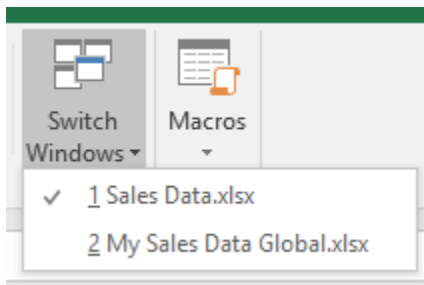 Switch
Windows
Macros
1 Sales Data.xlsx
2 My Sales Data Global.xlsx